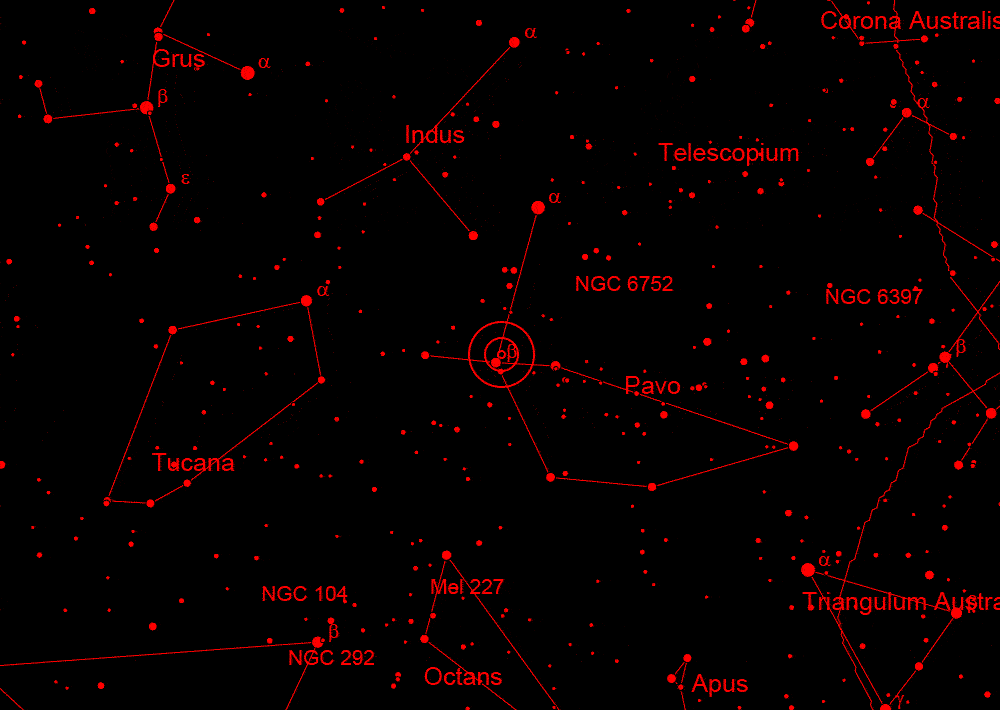 Corona Australis
α
Grus
α
β
α
Indus
Telescopium
ε
α
NGC 6752
α
NGC 6397
β
β
Pavo
Tucana
α
Mel 227
NGC 104
Triangulum Austra
β
β
NGC 292
Octans
Apus
γ